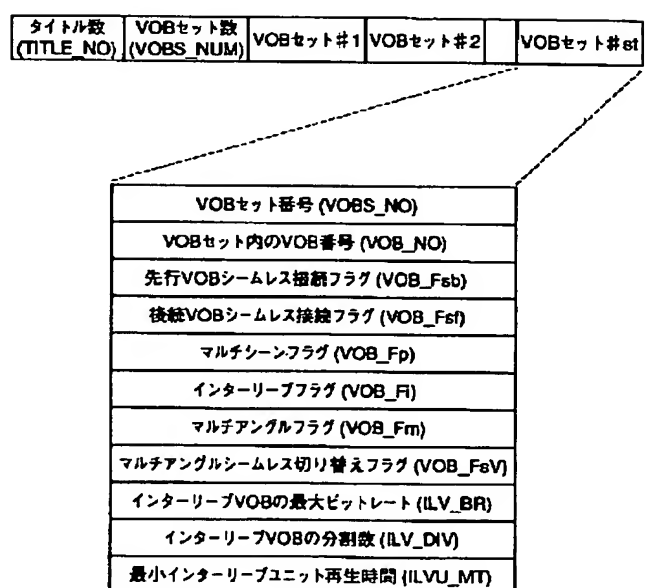 タイトル数
(TITLE_NO)
VOBセット数
(VOBS_NUM)
VOBセット#1
VOBセット#2
VOBセット#st
VOBセット番号 (VOBS_NO)
VOBセット内のVOB番号 (VOB_NO)
先行VOBシームレス接続フラグ (VOB_Fsb)
後続VOBシームレス接続フラグ (VOB_Fsf)
マルチシーンフラグ (VOB_Fp)
インターリーブフラグ (VOB_Fi)
マルチアングルフラグ (VOB_Fm)
マルチアングルシームレス切り替えフラグ (VOB_FsV)
インターリーブVOBの最大ビットレート (ILV_BR)
インターリーブVOBの分割数 (ILV_DIV)
最小インターリーブユニット再生時間 (ILVU_MT)